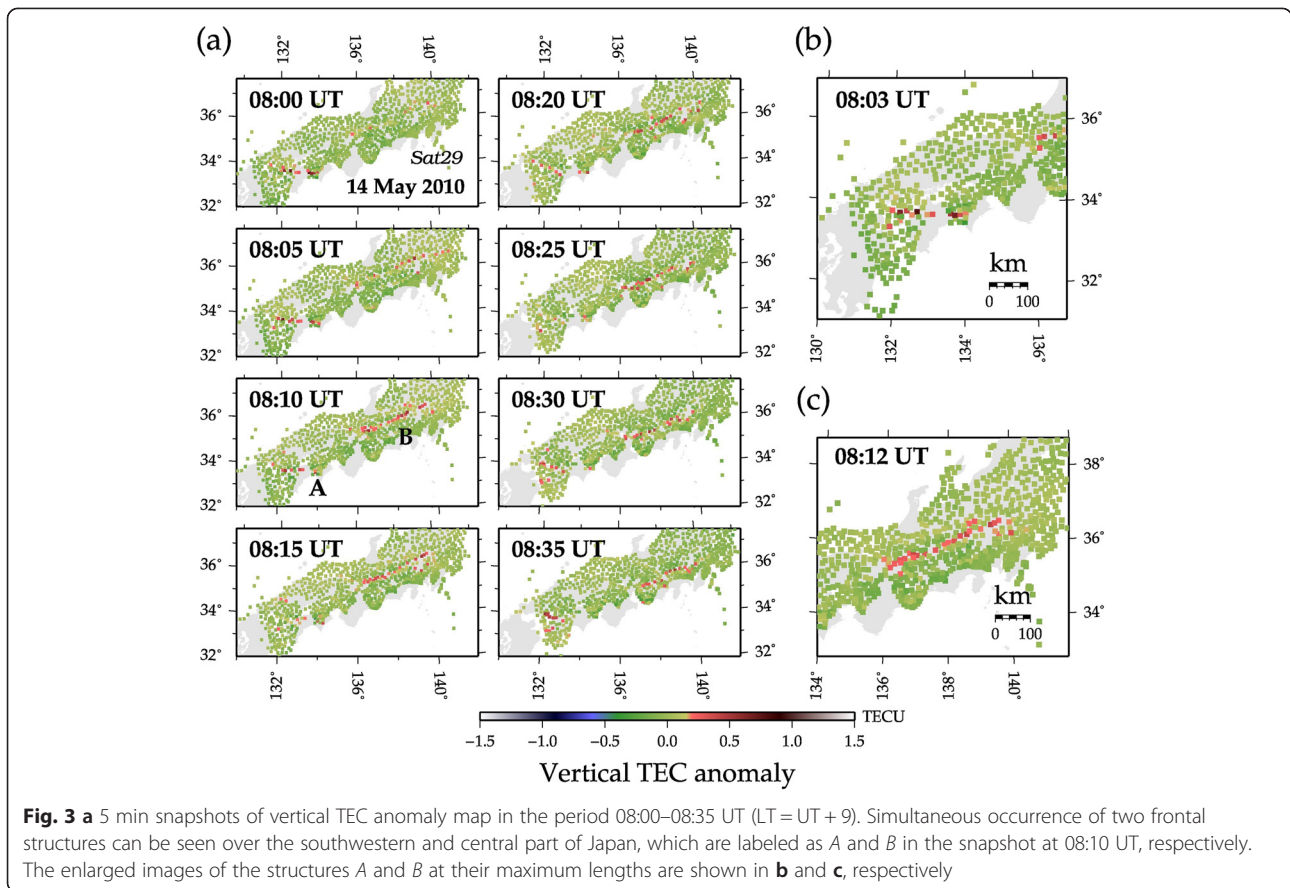 (a)
132° 136° 140°
08:00 UT
Sat29
14 May 2010
36°
34°
32°
08:20 UT
36°
34°
32°
08:05 UT
36°
34°
32°
08:25 UT
36°
34°
32°
08:10 UT
B
A
36°
34°
32°
08:30 UT
36°
34°
32°
08:15 UT
36°
34°
32°
08:35 UT
36°
34°
32°
132° 136° 140°
132° 136° 140°
132° 136° 140°
(b)
08:03 UT
36°
34°
32°
km
0 100
130° 132° 134° 136°
(c)
08:12 UT
38°
36°
34°
km
0 100
134° 136° 138° 140°
TECU
−1.5 −1.0 −0.5 0.0 0.5 1.0 1.5
Vertical TEC anomaly
Fig. 3 a 5 min snapshots of vertical TEC anomaly map in the period 08:00–08:35 UT (LT = UT + 9). Simultaneous occurrence of two frontal
structures can be seen over the southwestern and central part of Japan, which are labeled as A and B in the snapshot at 08:10 UT, respectively.
The enlarged images of the structures A and B at their maximum lengths are shown in b and c, respectively